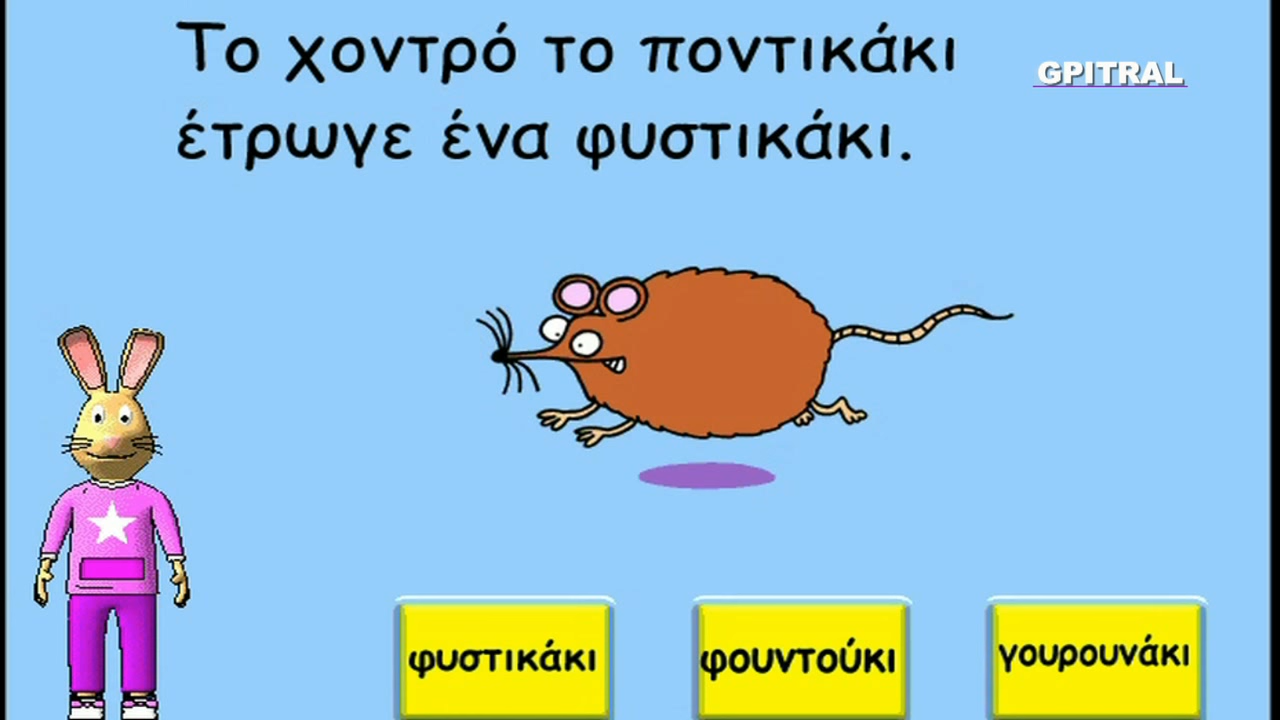 Το χοντρό το ποντικάκι
GPITRAL
έτρωγε ένα φυστικάκι.
φυστικάκι
φουντούκι
γουρουνάκι